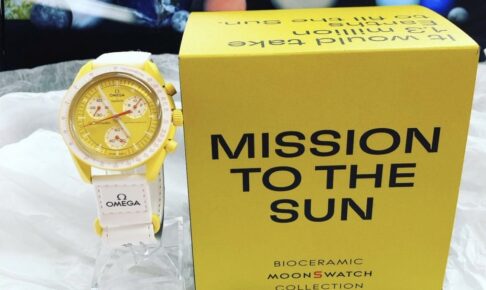 It would take
1.3 million
Earths
to fill the Sun.
MISSION
TO THE
SUN
BIOCERAMIC
MOONSWATCH
COLLECTION
OMEGA
OMEGA